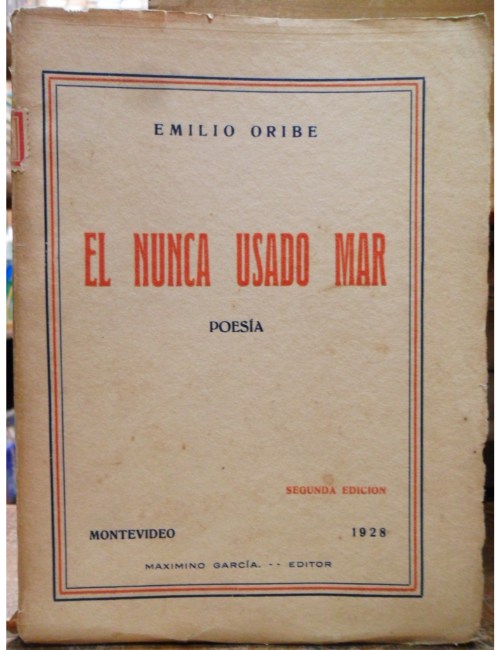 EMILIO ORIBE
EL NUNCA USADO MAR
POESÍA
SEGUNDA EDICION
MONTEVIDEO 1928
MAXIMINO GARCÍA. -- EDITOR